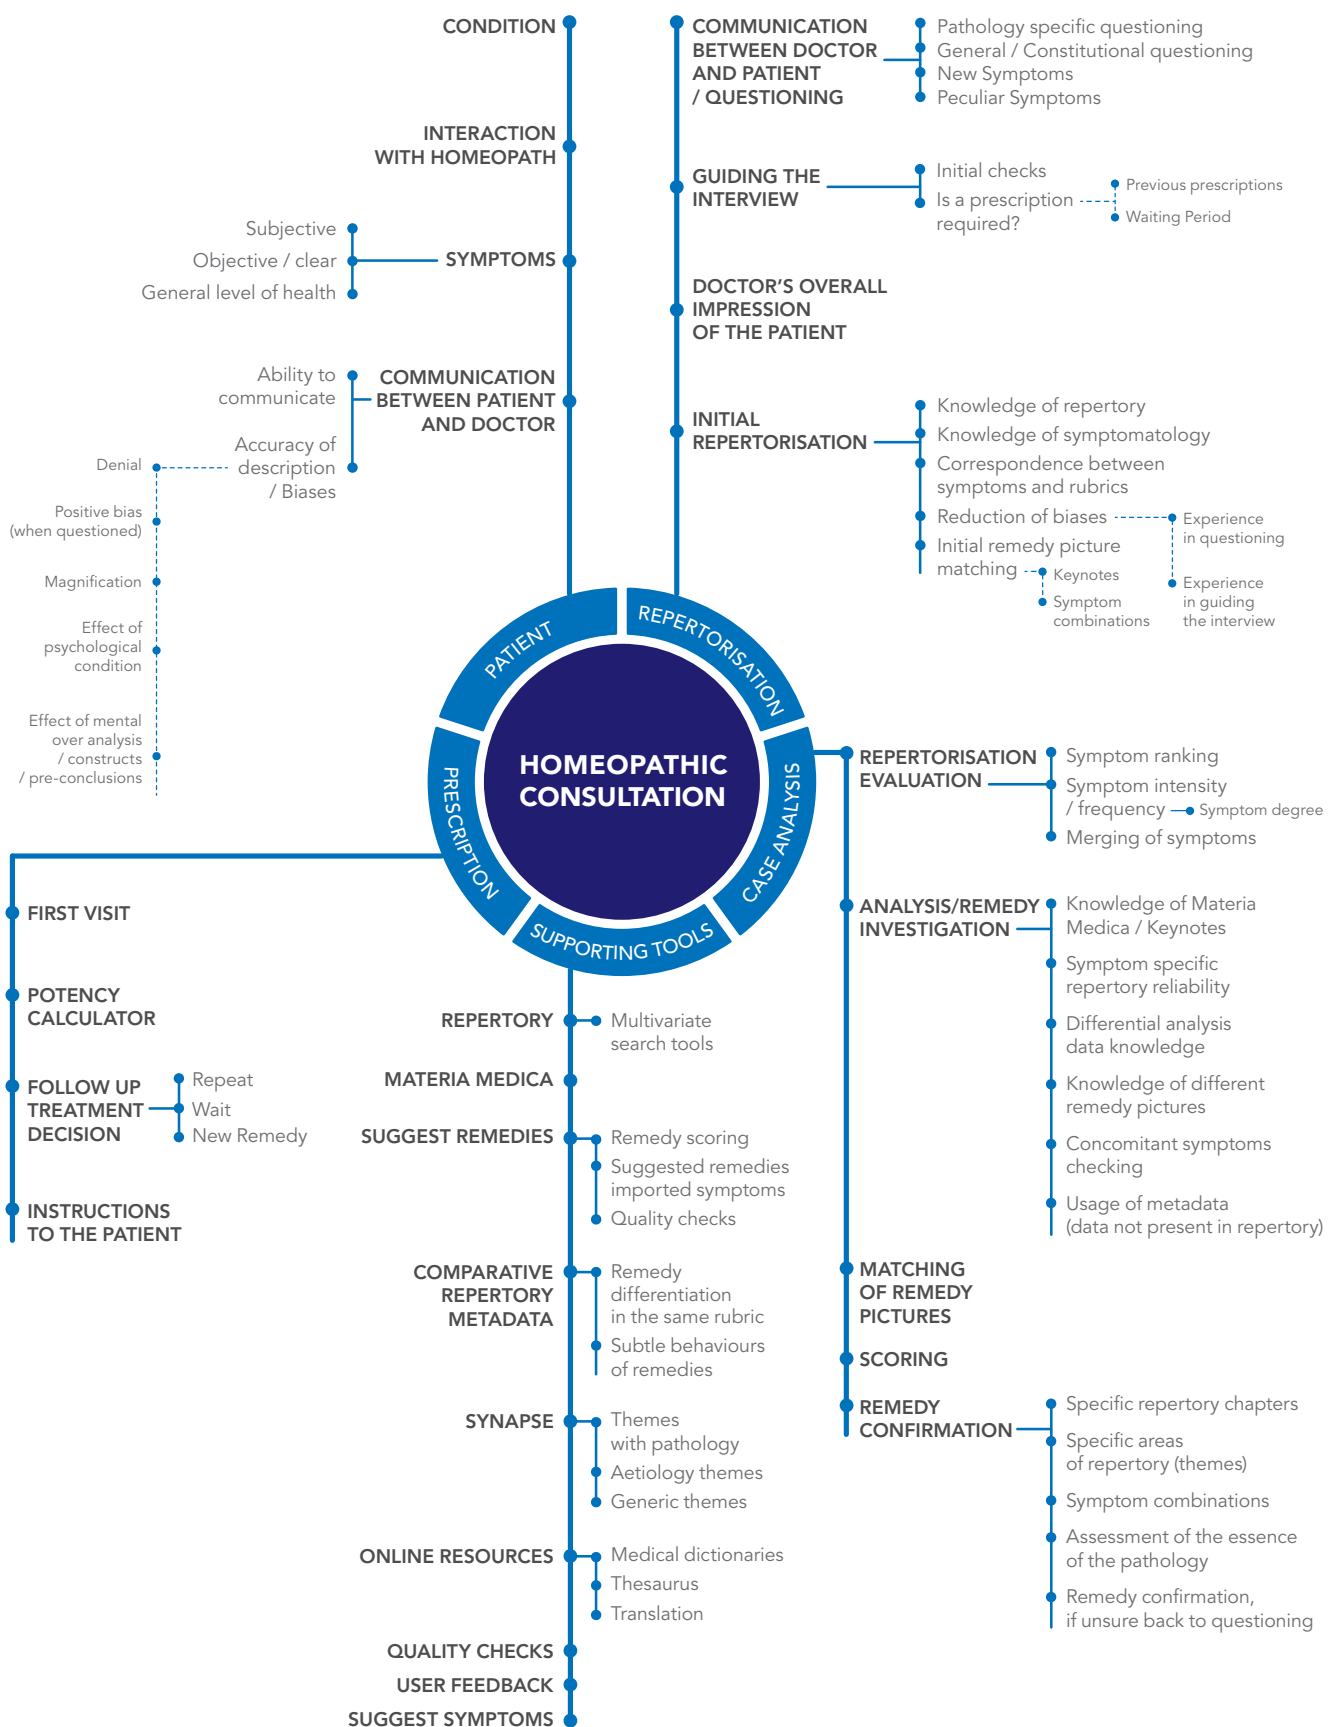 CONDITION
INTERACTION
WITH HOMEOPATH
Subjective
Objective / clear
General level of health
SYMPTOMS
Ability to
communicate
Accuracy of
description
/ Biases
COMMUNICATION
BETWEEN PATIENT
AND DOCTOR
Denial
Positive bias
(when questioned)
Magnification
Effect of
psychological
condition
Effect of mental
over analysis
/ constructs
/ pre-conclusions
COMMUNICATION
BETWEEN DOCTOR
AND PATIENT
/ QUESTIONING
Pathology specific questioning
General / Constitutional questioning
New Symptoms
Peculiar Symptoms
GUIDING THE
INTERVIEW
Initial checks
Is a prescription
required?
Previous prescriptions
Waiting Period
DOCTOR'S OVERALL
IMPRESSION
OF THE PATIENT
INITIAL
REPERTORISATION
Knowledge of repertory
Knowledge of symptomatology
Correspondence between
symptoms and rubrics
Reduction of biases
Experience
in questioning
Experience
in guiding
the interview
Initial remedy picture
matching
Keynotes
Symptom
combinations
PATIENT
REPERTORISATION
CASE ANALYSIS
SUPPORTING TOOLS
PRESCRIPTION
HOMEOPATHIC
CONSULTATION
REPERTORISATION
EVALUATION
Symptom ranking
Symptom intensity
/ frequency
Symptom degree
Merging of symptoms
ANALYSIS/REMEDY
INVESTIGATION
Knowledge of Materia
Medica / Keynotes
Symptom specific
repertory reliability
Differential analysis
data knowledge
Knowledge of different
remedy pictures
Concomitant symptoms
checking
Usage of metadata
(data not present in repertory)
MATCHING
OF REMEDY
PICTURES
SCORING
REMEDY
CONFIRMATION
Specific repertory chapters
Specific areas
of repertory (themes)
Symptom combinations
Assessment of the essence
of the pathology
Remedy confirmation,
if unsure back to questioning
FIRST VISIT
POTENCY
CALCULATOR
FOLLOW UP
TREATMENT
DECISION
Repeat
Wait
New Remedy
INSTRUCTIONS
TO THE PATIENT
REPERTORY
Multivariate
search tools
MATERIA MEDICA
SUGGEST REMEDIES
Remedy scoring
Suggested remedies
imported symptoms
Quality checks
COMPARATIVE
REPERTORY
METADATA
Remedy
differentiation
in the same rubric
Subtle behaviours
of remedies
SYNAPSE
Themes
with pathology
Aetiology themes
Generic themes
ONLINE RESOURCES
Medical dictionaries
Thesaurus
Translation
QUALITY CHECKS
USER FEEDBACK
SUGGEST SYMPTOMS